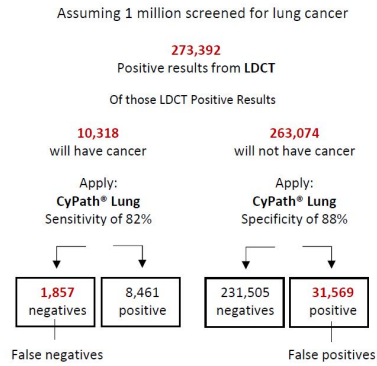 Assuming 1 million screened for lung cancer
273,392
Positive results from LDCT
Of those LDCT Positive Results
10,318
will have cancer
Apply:
CyPath® Lung
Sensitivity of 82%
263,074
will not have cancer
Apply:
CyPath® Lung
Specificity of 88%
1,857
negatives
8,461
positive
231,505
negatives
31,569
positive
False negatives
False positives